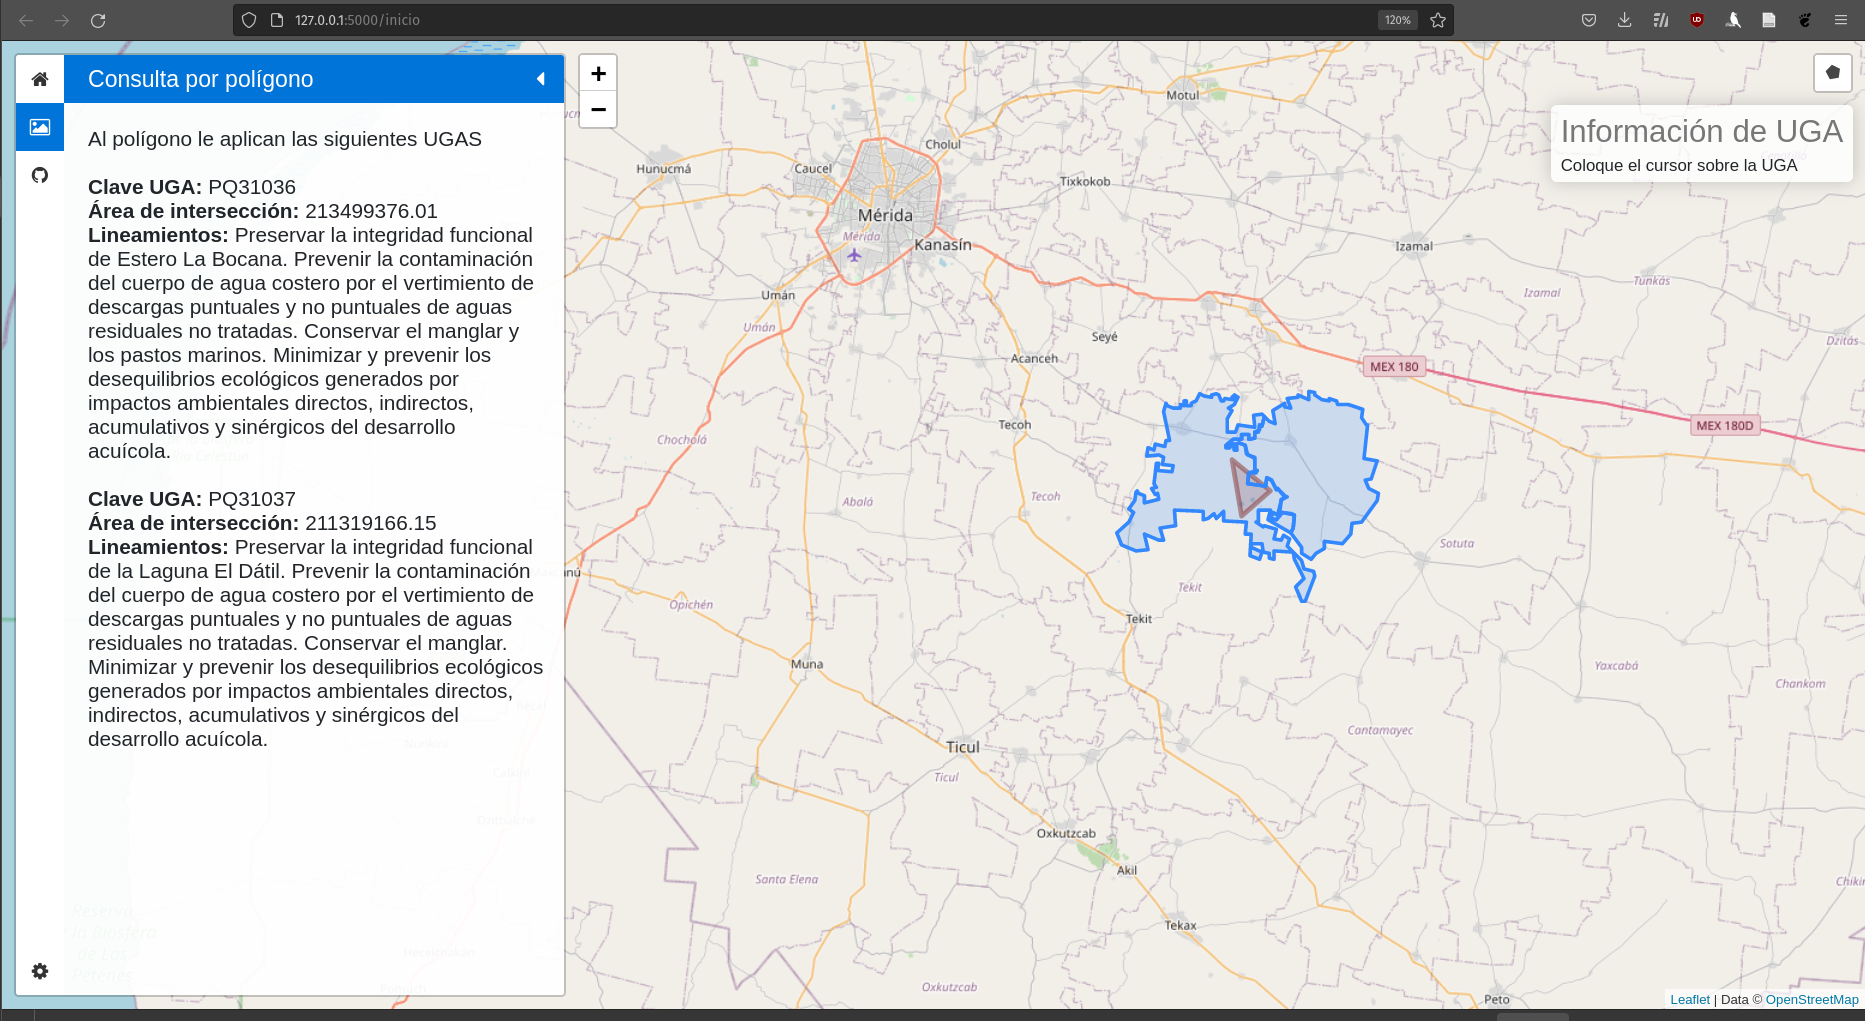 127.0.0.1:5000/inicio
120%
Consulta por polígono
Al polígono le aplican las siguientes UGAS
Clave UGA: PQ31036
Área de intersección: 213499376.01
Lineamientos: Preservar la integridad funcional
de Estero La Bocana. Prevenir la contaminación
del cuerpo de agua costero por el vertimiento de
descargas puntuales y no puntuales de aguas
residuales no tratadas. Conservar el manglar y
los pastos marinos. Minimizar y prevenir los
desequilibrios ecológicos generados por
impactos ambientales directos, indirectos,
acumulativos y sinérgicos del desarrollo
acuícola.
Clave UGA: PQ31037
Área de intersección: 211319166.15
Lineamientos: Preservar la integridad funcional
de la Laguna El Dátil. Prevenir la contaminación
del cuerpo de agua costero por el vertimiento de
descargas puntuales y no puntuales de aguas
residuales no tratadas. Conservar el manglar.
Minimizar y prevenir los desequilibrios ecológicos
generados por impactos ambientales directos,
indirectos, acumulativos y sinérgicos del
desarrollo acuícola.
Reserva
la Biósfera
de Los
Petenes
+
−
Información de UGA
Coloque el cursor sobre la UGA
Motul
Cholul
Hunucmá
Caucel
Tixkokob
Mérida
Mérida
Kanasín
Izamal
Tunkás
Umán
Izamal
Umán
Seyé
Dzitás
Acanceh
MEX 180
Tecoh
MEX 180D
Chocholá
Tecoh
Abalá
Sotuta
Tekit
Opichén
Tekit
Muna
Yaxcabá
Chankom
Cantamayec
Ticul
Ticul
Oxkutzcab
Akil
Santa Elena
Tekax
Oxkutzcab
Peto
Leaflet | Data © OpenStreetMap